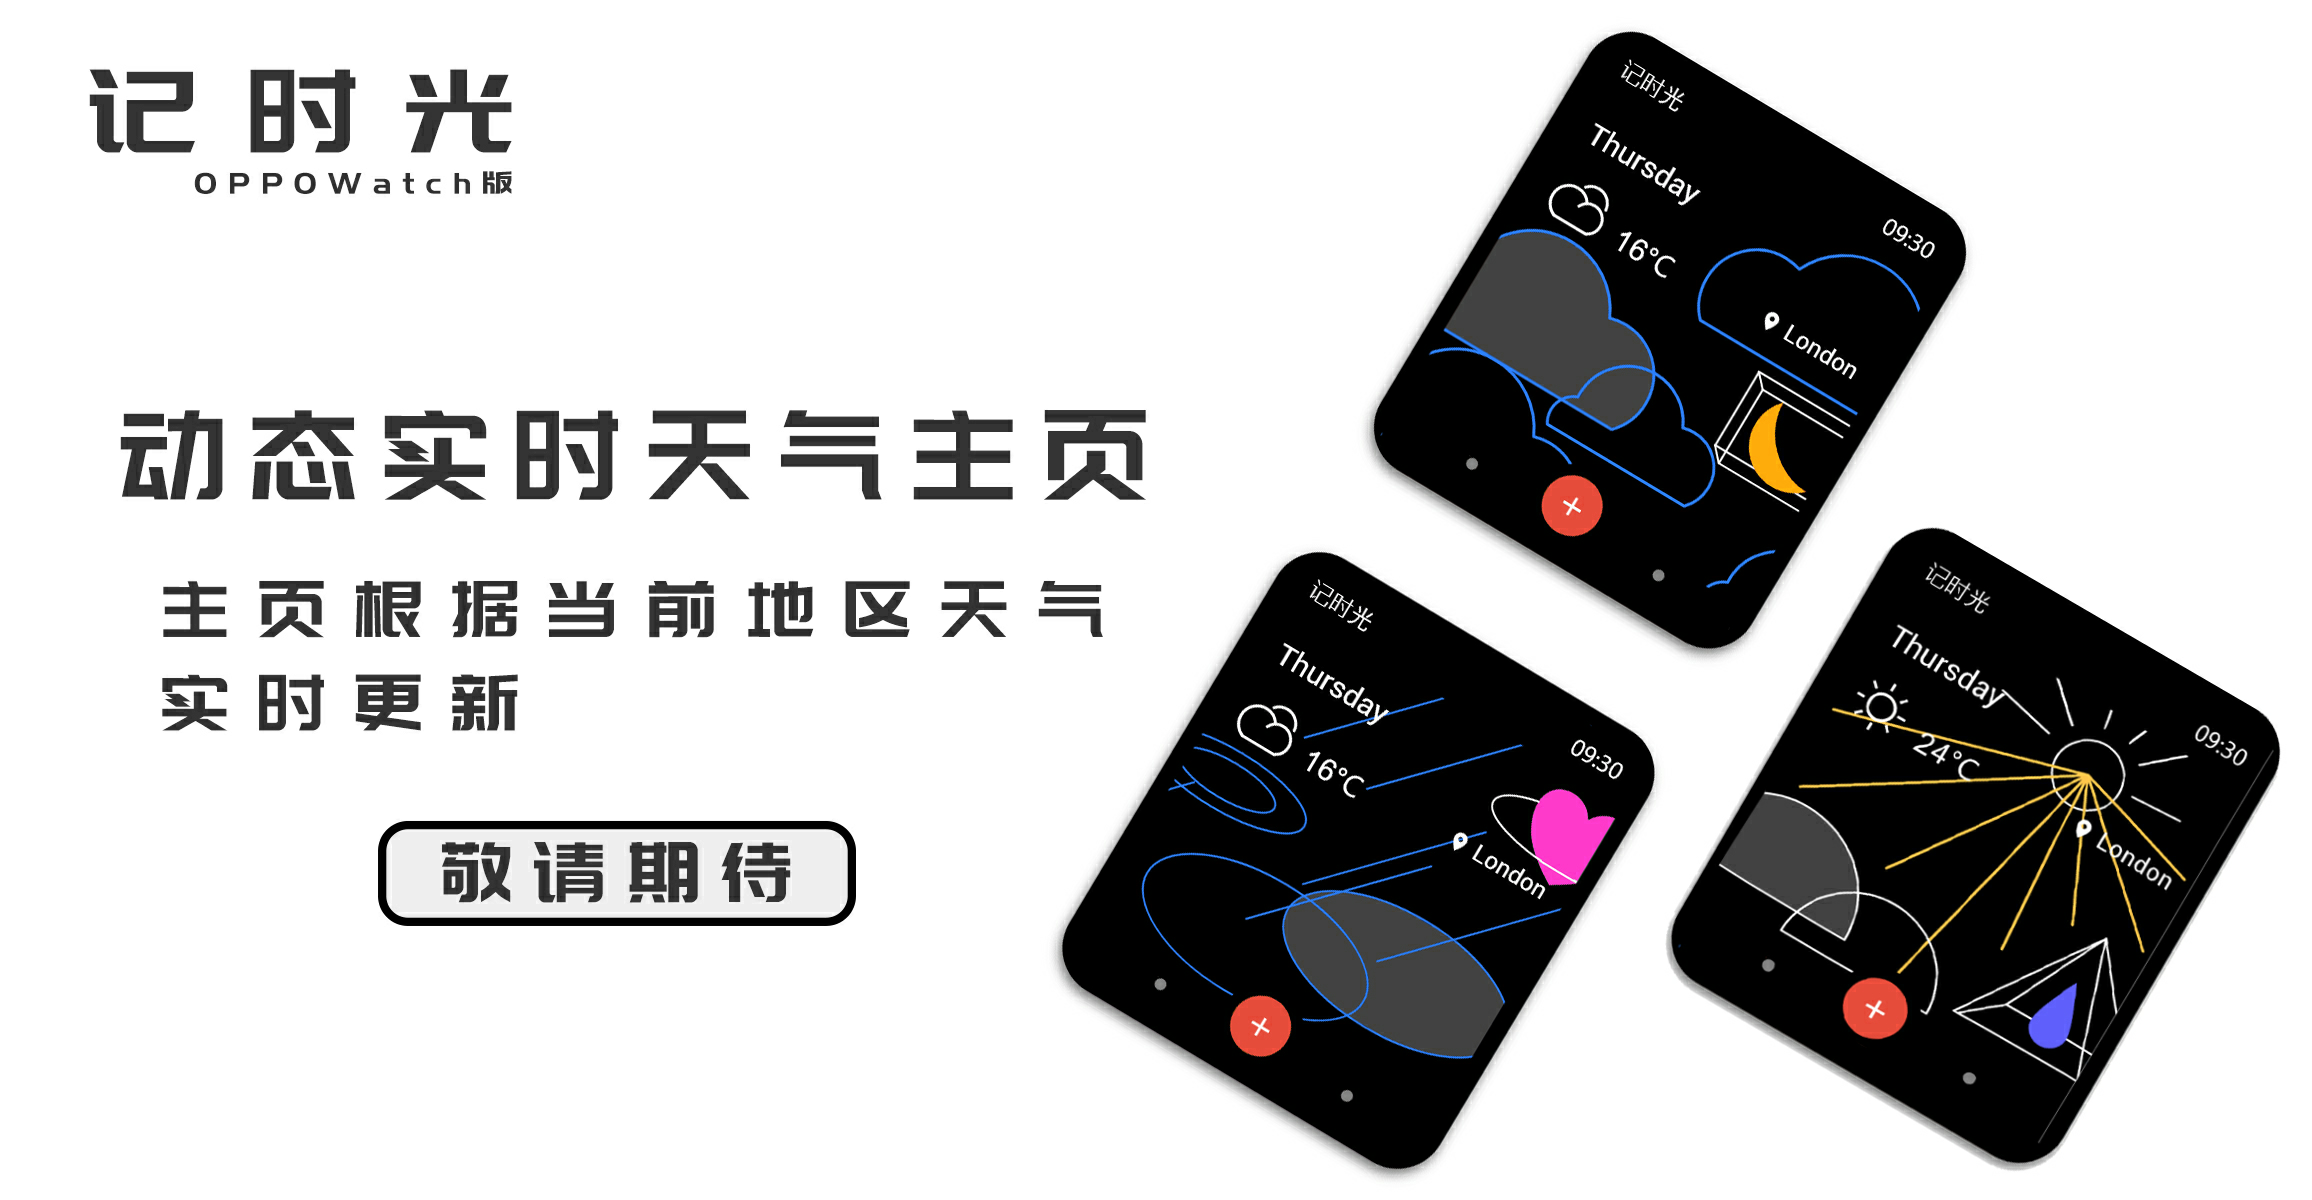 记时光
OPPOWatch版
动态实时天气主页
主页根据当前地区天气
实时更新
敬请期待
记时光
Thursday
09:30
16°C
London
记时光
Thursday
09:30
16°C
London
记时光
Thursday
09:30
24°C
London